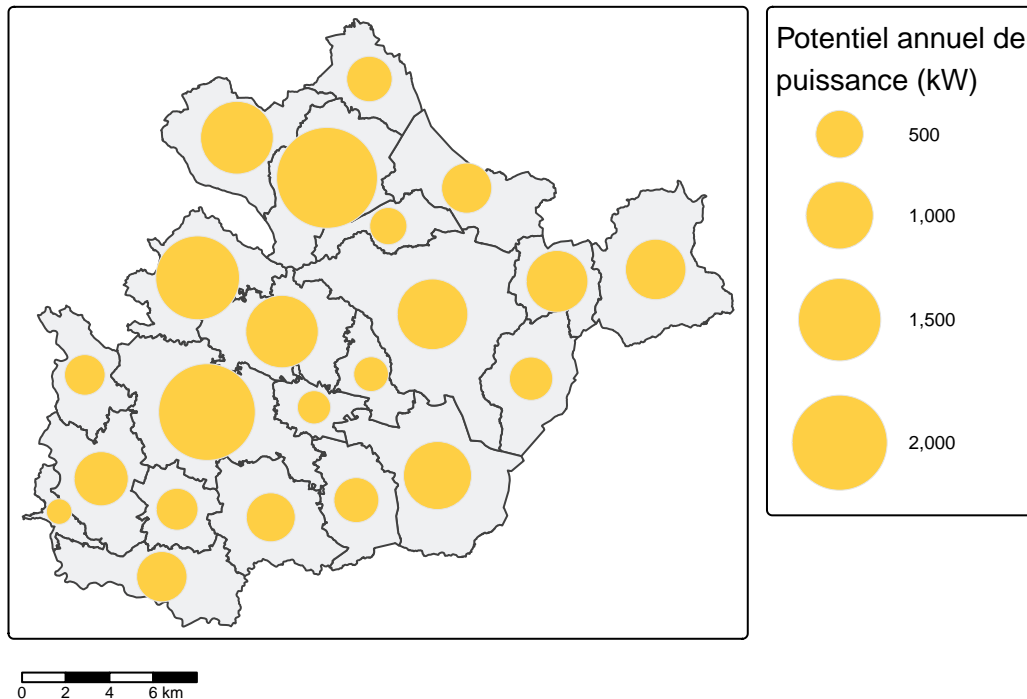 Potentiel annuel de
puissance (kW)
500
1,000
1,500
2,000
0 2 4 6 km